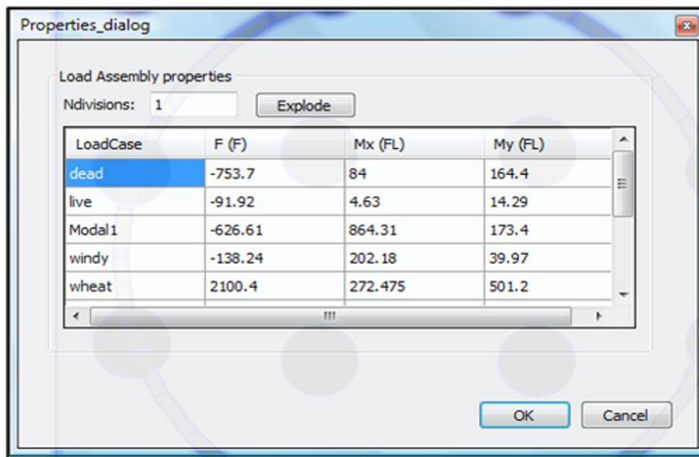 Properties_dialog
Load Assembly properties
Ndivisions: 1 Explode
LoadCase F (F) Mx (FL) My (FL)
dead -753.7 84 164.4
live -91.92 4.63 14.29
Modal1 -626.61 864.31 173.4
windy -138.24 202.18 39.97
wheat 2100.4 272.475 501.2
OK Cancel